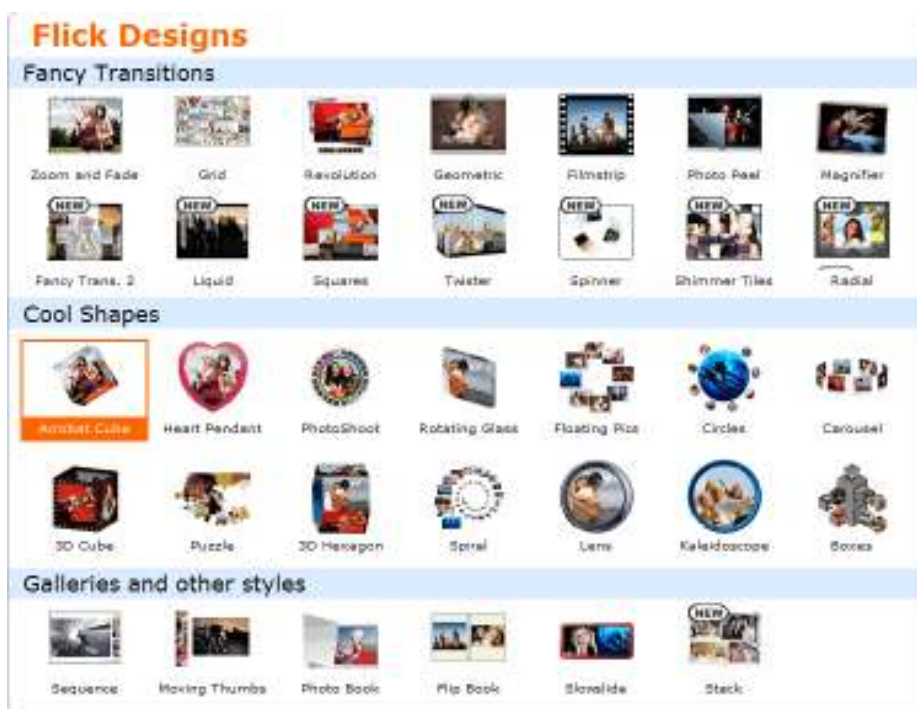 Flick Designs
Fancy Transitions
Zoom and Fade Grid Revolution Geometric Filmstrip Photo Peel Magnifier
NEW NEW NEW NEW NEW NEW NEW
Fancy Trans. 2 Liquid Squares Twister Spinner Shimmer Tiles Radial
Cool Shapes
Acrobat Cube Heart Pendant PhotoShoot Rotating Glass Floating Pics Circles Carousel
3D Cube Puzzle 3D Hexagon Spiral Lens Kaleidoscope Boxes
Galleries and other styles
NEW
Sequence Moving Thumbs Photo Book Flip Book Slowslide Stack